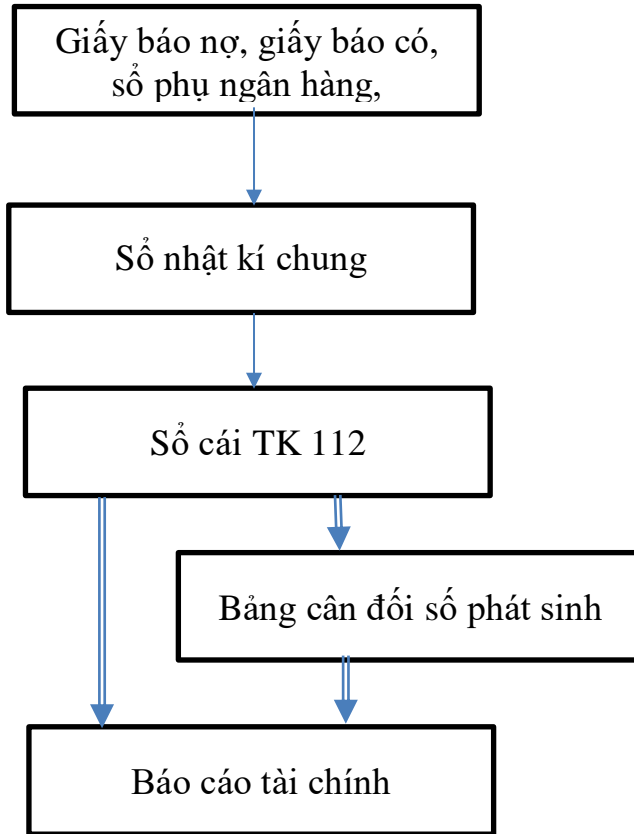 Giấy báo nợ, giấy báo có,
sổ phụ ngân hàng,
Sổ nhật kí chung
Sổ cái TK 112
Bảng cân đối số phát sinh
Báo cáo tài chính